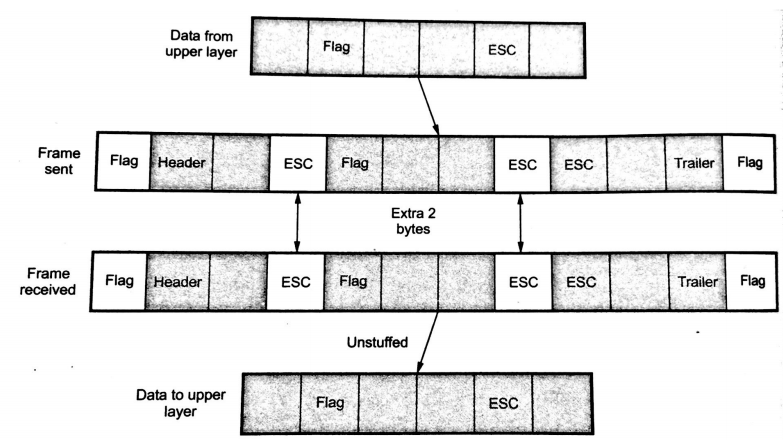 Data from
upper layer
Flag
ESC
Frame
sent
Flag
Header
ESC
Flag
ESC
ESC
Trailer
Flag
Extra 2
bytes
Frame
received
Flag
Header
ESC
Flag
ESC
ESC
Trailer
Flag
Unstuffed
Data to upper
layer
Flag
ESC